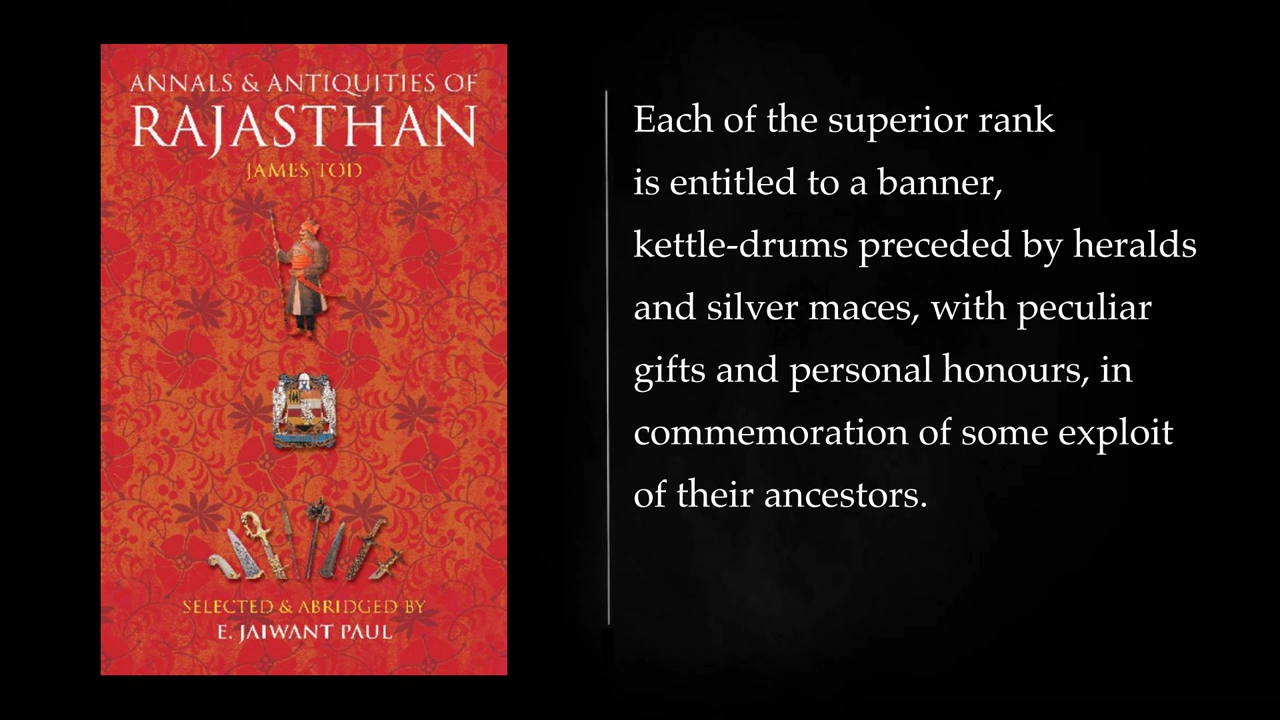 ANNALS & ANTIQUITIES OF
RAJASTHAN
JAMES TOD
SELECTED & ABRIDGED BY
E. JAIWANT PAUL
Each of the superior rank
is entitled to a banner,
kettle-drums preceded by heralds
and silver maces, with peculiar
gifts and personal honours, in
commemoration of some exploit
of their ancestors.